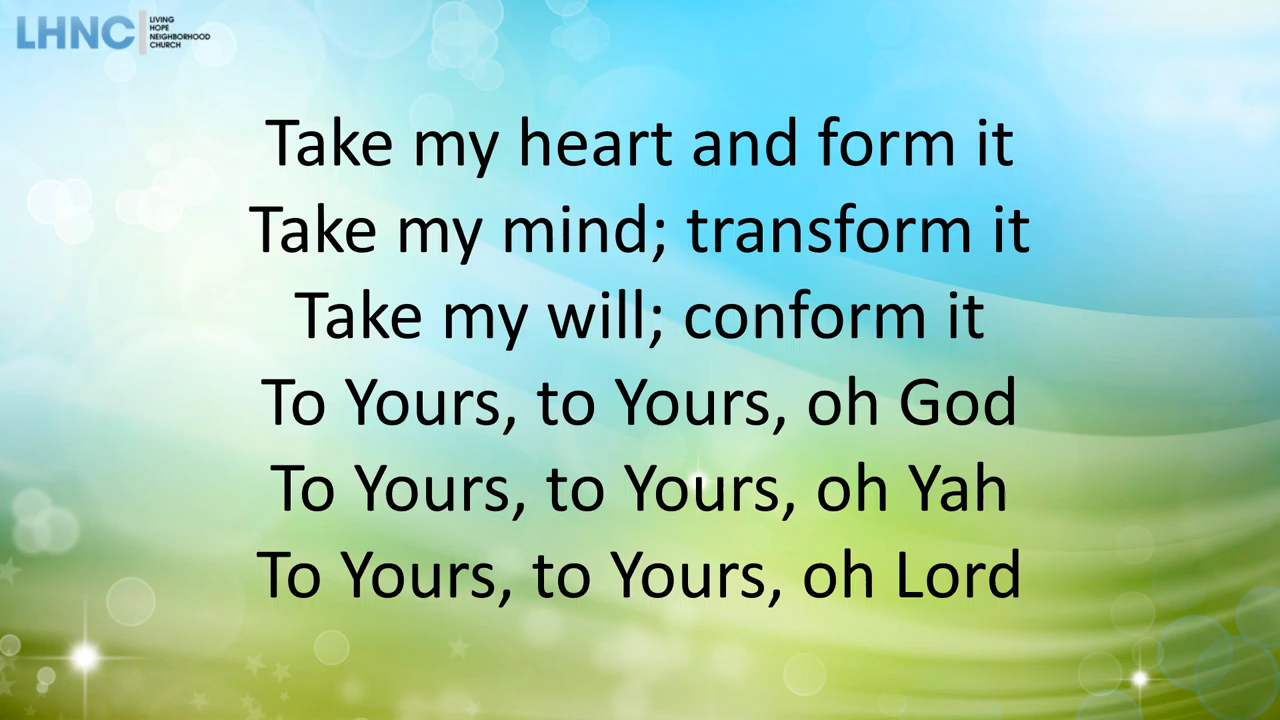 LHNC
LIVING
HOPE
NEIGHBORHOOD
CHURCH
Take my heart and form it
Take my mind; transform it
Take my will; conform it
To Yours, to Yours, oh God
To Yours, to Yours, oh Yah
To Yours, to Yours, oh Lord